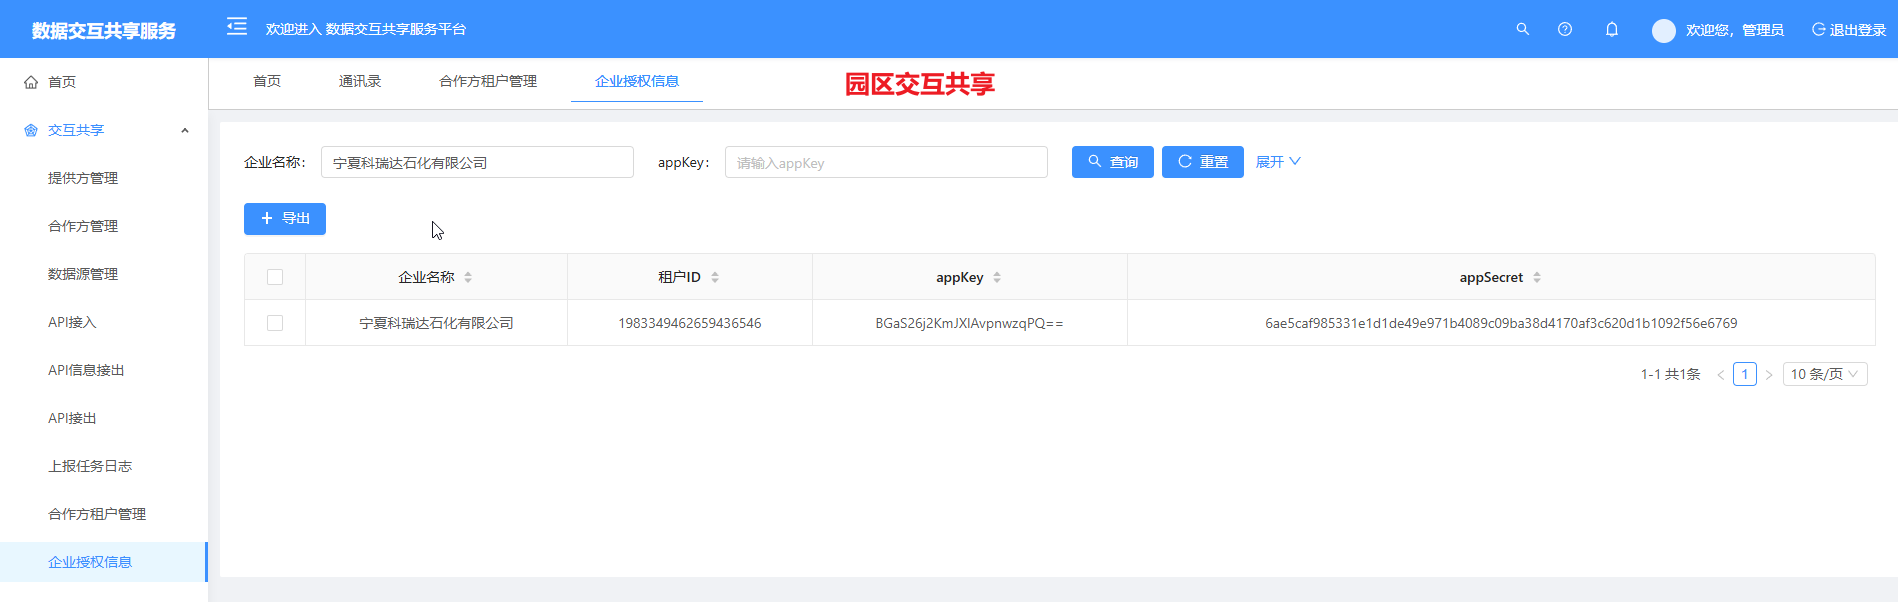 数据交互共享服务
欢迎进入 数据交互共享服务平台
欢迎您，管理员
退出登录
首页
交互共享
提供方管理
合作方管理
数据源管理
API接入
API信息接出
API接出
上报任务日志
合作方租户管理
企业授权信息
首页
通讯录
合作方租户管理
企业授权信息
园区交互共享
企业名称：
宁夏科瑞达石化有限公司
appKey：
请输入appKey
查询
重置
展开
导出
企业名称
租户ID
appKey
appSecret
宁夏科瑞达石化有限公司
1983349462659436546
BGaS26j2KmJXIAvpnwzqPQ==
6ae5caf985331e1d1de49e971b4089c09ba38d4170af3c620d1b1092f56e6769
1-1 共1条
1
10 条/页